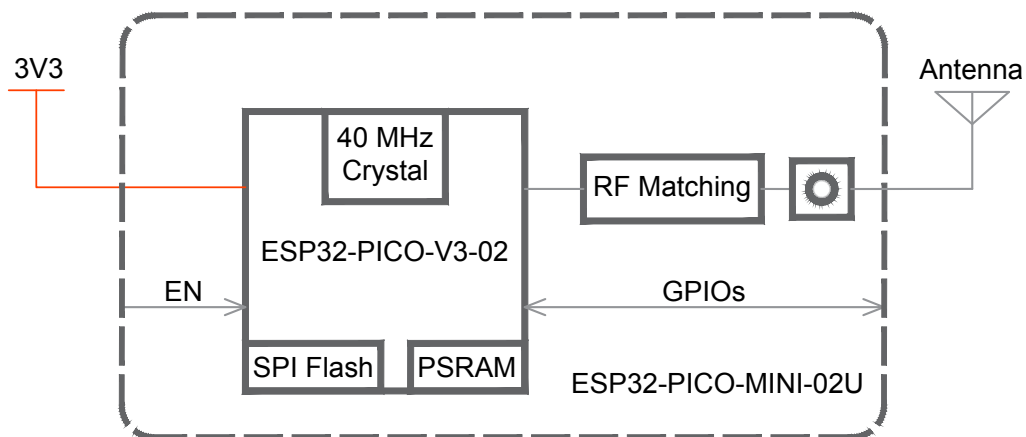 3V3
Antenna
40 MHz
Crystal
RF Matching
ESP32-PICO-V3-02
EN
GPIOs
SPI Flash
PSRAM
ESP32-PICO-MINI-02U